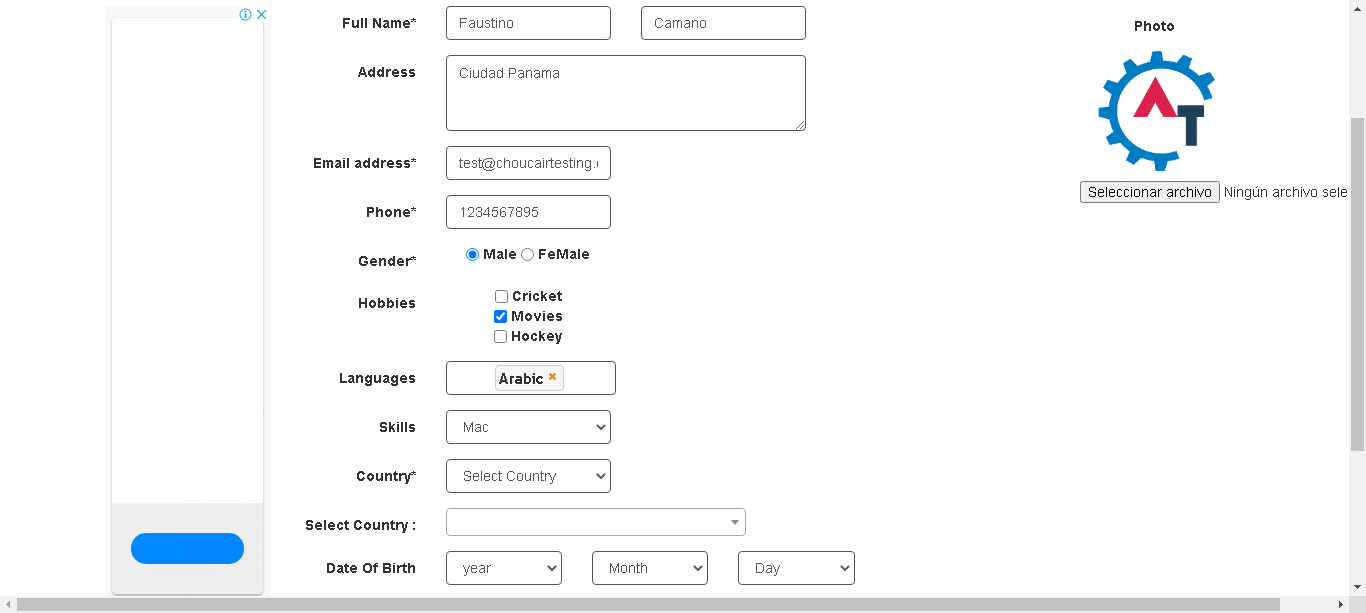 Full Name* Faustino Camano
Photo
Address Ciudad Panama
AT
Email address* test@choucairtesting.
Seleccionar archivo Ningún archivo sele
Phone* 1234567895
Gender* Male FeMale
Hobbies Cricket
Movies
Hockey
Languages Arabic
Skills Mac
Country* Select Country
Select Country :
Date Of Birth year Month Day